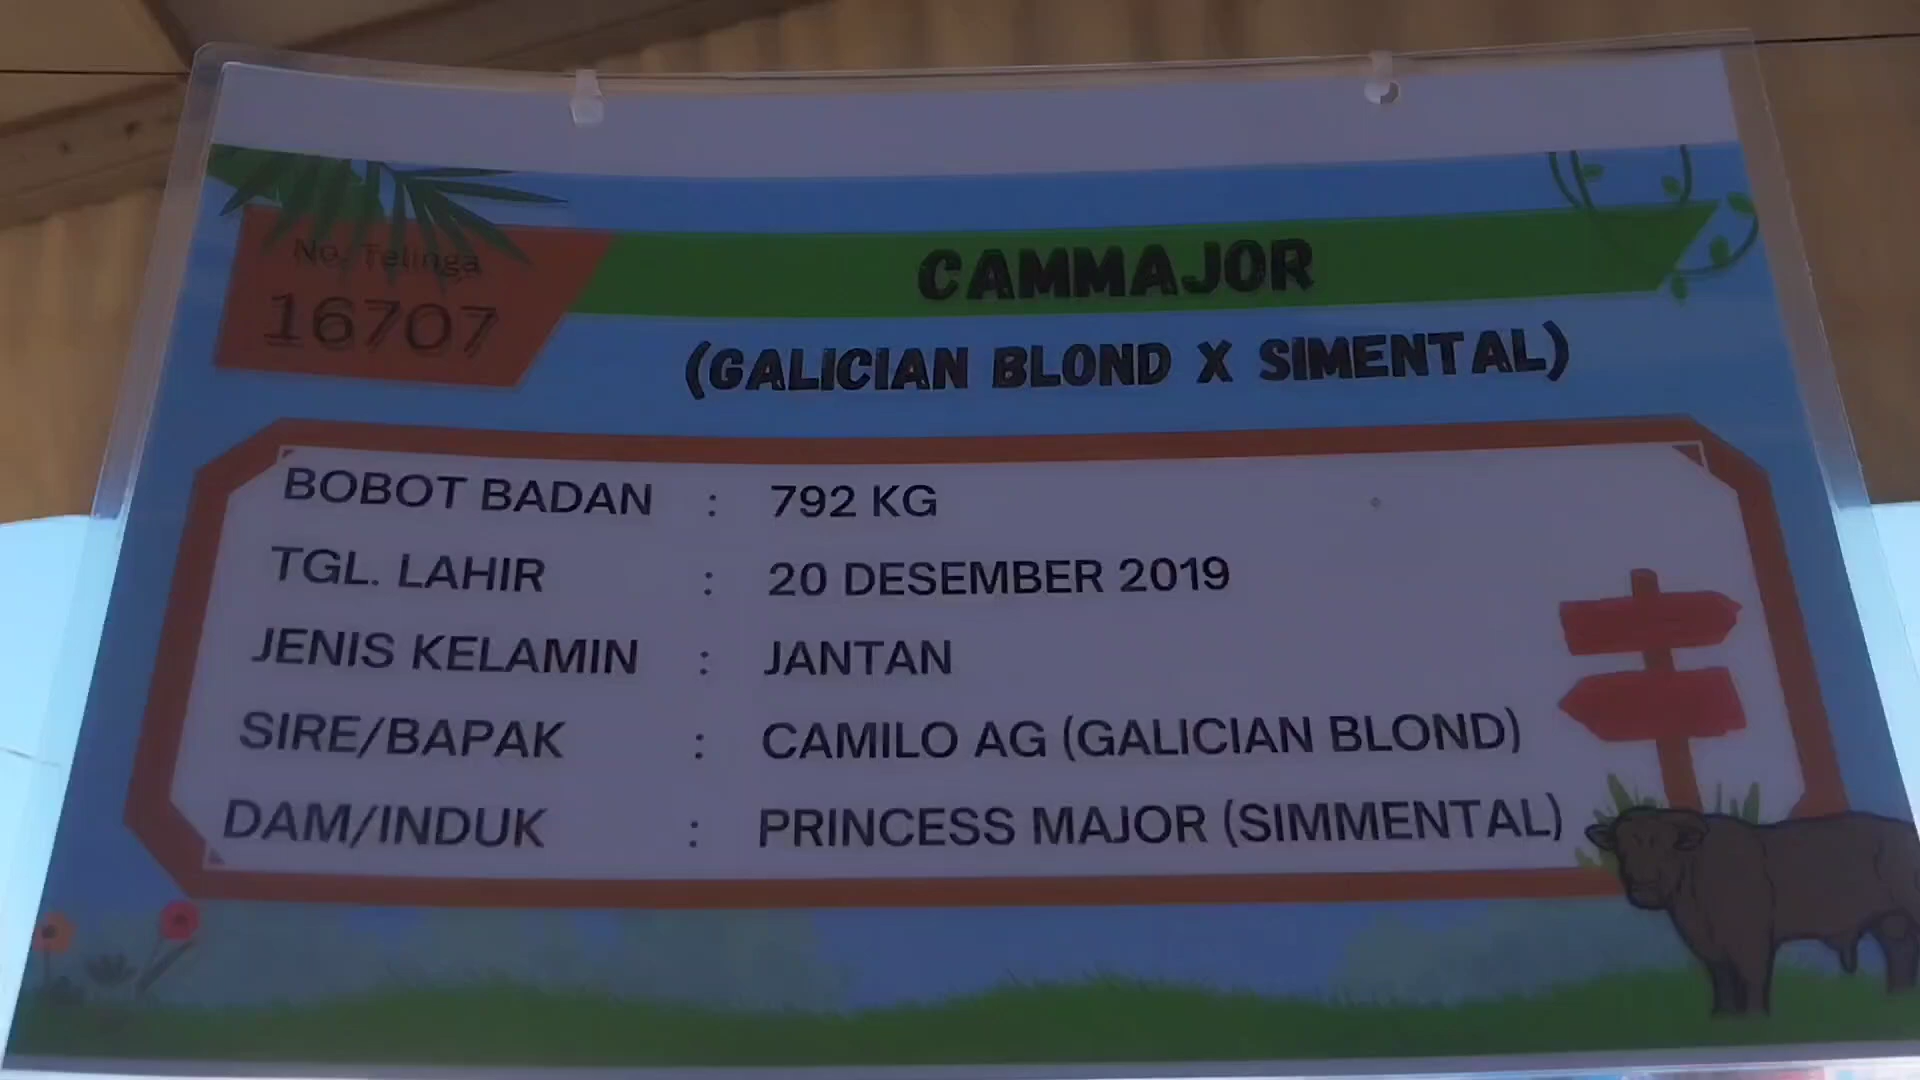 No. Telinga
16707
CAMMAJOR
(GALICIAN BLOND X SIMENTAL)
BOBOT BADAN : 792 KG
TGL. LAHIR : 20 DESEMBER 2019
JENIS KELAMIN : JANTAN
SIRE/BAPAK : CAMILO AG (GALICIAN BLOND)
DAM/INDUK : PRINCESS MAJOR (SIMMENTAL)